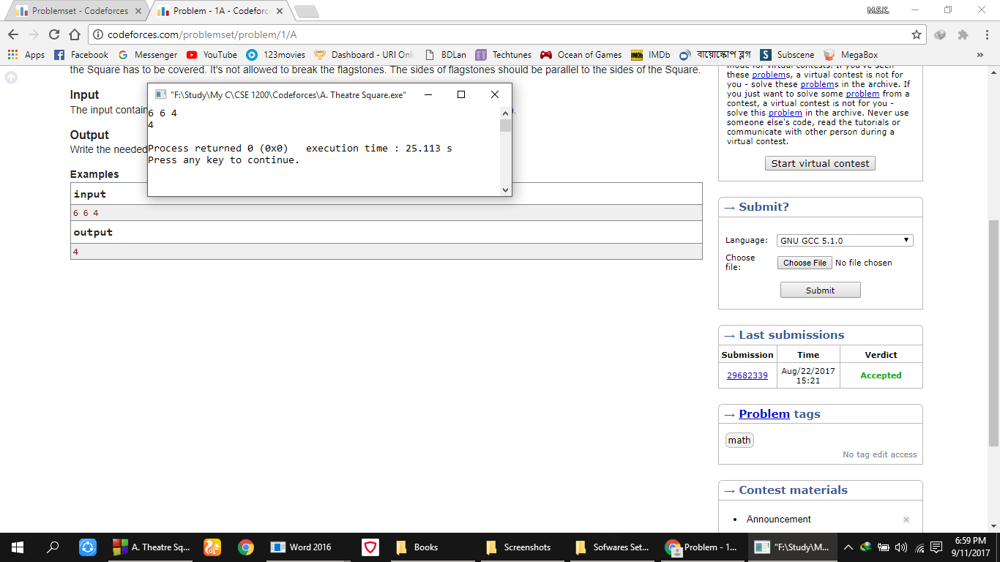 Problemset - Codeforces
Problem - 1A - Codeforc
M.S.K.
codeforces.com/problemset/problem/1/A
Apps Facebook Messenger YouTube 123movies Dashboard - URI Onl BDLan Techtunes Ocean of Games IMDb বায়োস্কোপ ব্লগ Subscene MegaBox »
the Square has to be covered. It's not allowed to break the flagstones. The sides of flagstones should be parallel to the sides of the Square.
Input
The input contain
).
Output
Write the needed
Examples
input
6 6 4
output
4
"F:\Study\My C\CSE 1200\Codeforces\A. Theatre Square.exe"
6 6 4
4
Process returned 0 (0x0)   execution time : 25.113 s
Press any key to continue.
mode for virtual contests. If you've seen
these problems, a virtual contest is not for
you - solve these problems in the archive. If
you just want to solve some problem from a
contest, a virtual contest is not for you -
solve this problem in the archive. Never use
someone else's code, read the tutorials or
communicate with other person during a
virtual contest.
Start virtual contest
→ Submit?
Language: GNU GCC 5.1.0
Choose
file:
Choose File No file chosen
Submit
→ Last submissions
Submission Time Verdict
29682339 Aug/22/2017
15:21 Accepted
→ Problem tags
math
No tag edit access
→ Contest materials
• Announcement
A. Theatre Sq... Word 2016 Books Screenshots Sofwares Set... Problem - 1... "F:\Study\M...
6:59 PM
9/11/2017